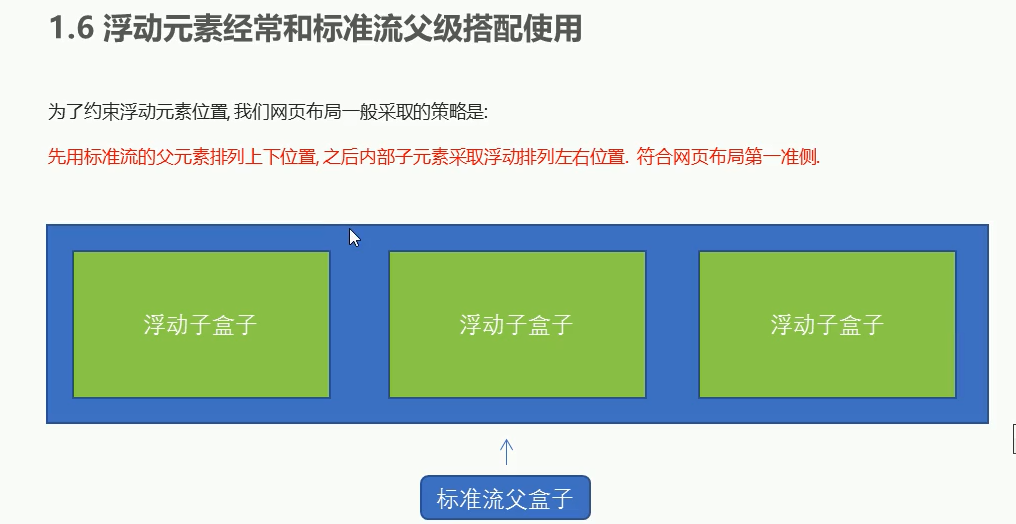 1.6 浮动元素经常和标准流父级搭配使用
为了约束浮动元素位置, 我们网页布局一般采取的策略是:
先用标准流的父元素排列上下位置, 之后内部子元素采取浮动排列左右位置. 符合网页布局第一准侧.
浮动子盒子 浮动子盒子 浮动子盒子
标准流父盒子